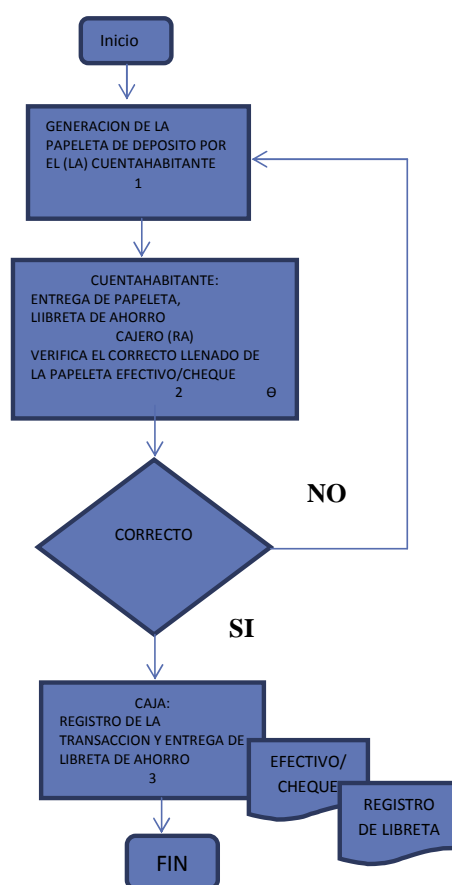 Inicio
GENERACION DE LA
PAPELETA DE DEPOSITO POR
EL (LA) CUENTAHABITANTE
1
CUENTAHABITANTE:
ENTREGA DE PAPELETA,
LIIBRETA DE AHORRO
CAJERO (RA)
VERIFICA EL CORRECTO LLENADO DE
LA PAPELETA EFECTIVO/CHEQUE
2 ϴ
CORRECTO
NO
SI
CAJA:
REGISTRO DE LA
TRANSACCION Y ENTREGA DE
LIBRETA DE AHORRO
3
EFECTIVO/
CHEQUE
REGISTRO
DE LIBRETA
FIN